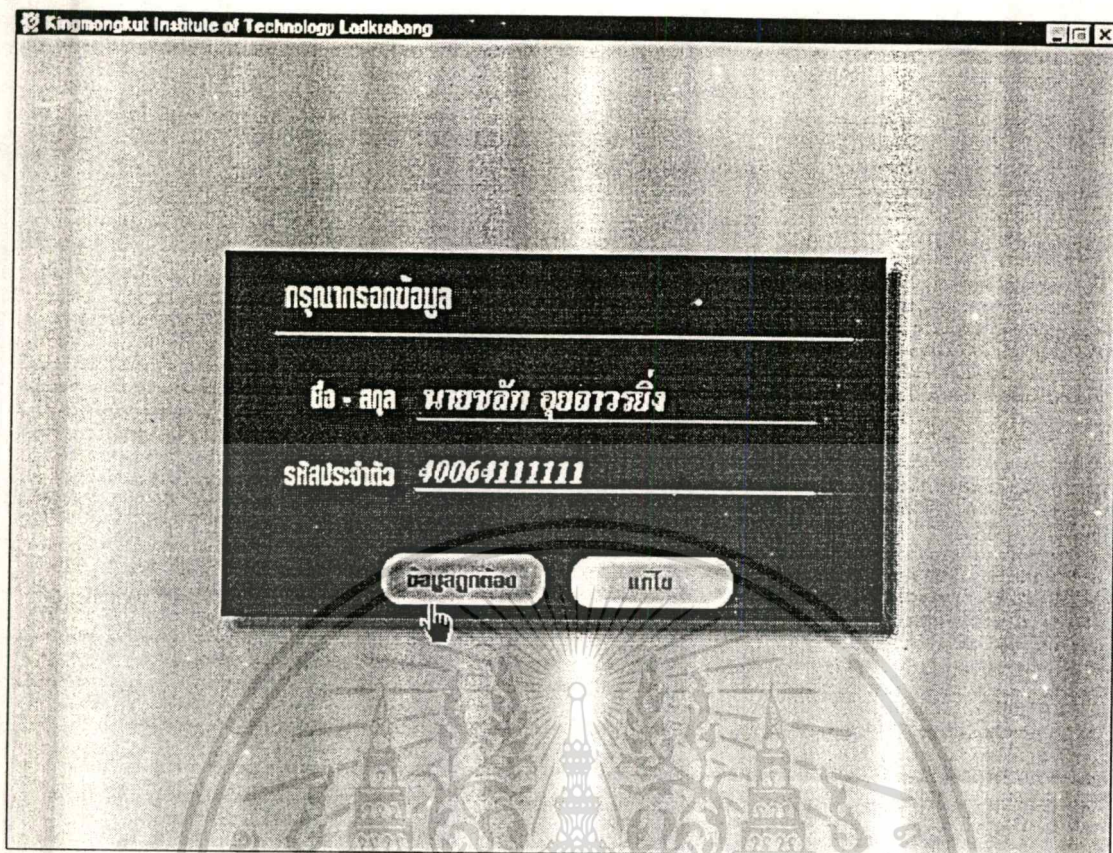 Kingmongkut Institute of Technology Ladkrabang
กรุณากรอกข้อมูล
ชื่อ - สกุล นายชลัท อุยถาวรยิ่ง
รหัสประจำตัว 40064111111
ข้อมูลถูกต้อง แก้ไข